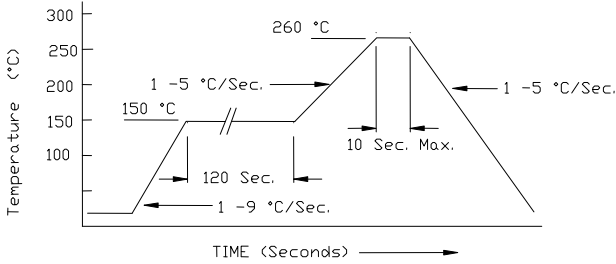 300
260 °C
250
200
1 -5 °C/Sec.
1 -5 °C/Sec.
150 °C
150
10 Sec. Max.
100
120 Sec.
1 -9 °C/Sec.
Temperature (°C)
TIME (Seconds)